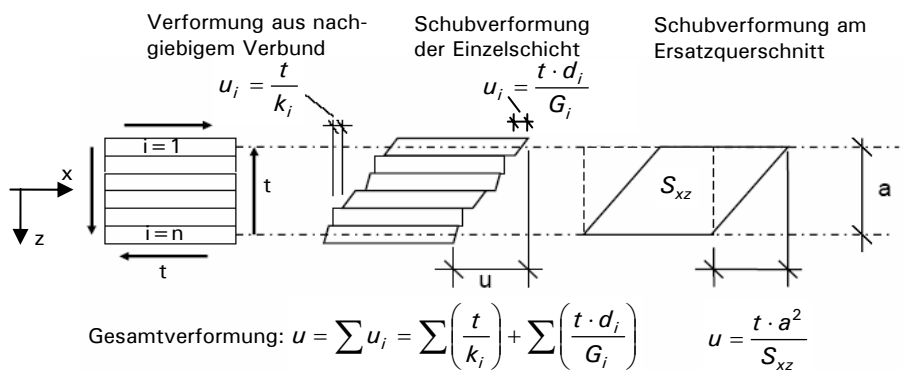 Verformung aus nach-
giebigem Verbund
Schubverformung
der Einzelschicht
Schubverformung am
Ersatzquerschnitt
u_i = t / k_i
u_i = t · d_i / G_i
i = 1
x
z
t
i = n
t
u
S_xz
a
Gesamtverformung: u = ∑ u_i = ∑ (t / k_i) + ∑ (t · d_i / G_i)
u = t · a² / S_xz